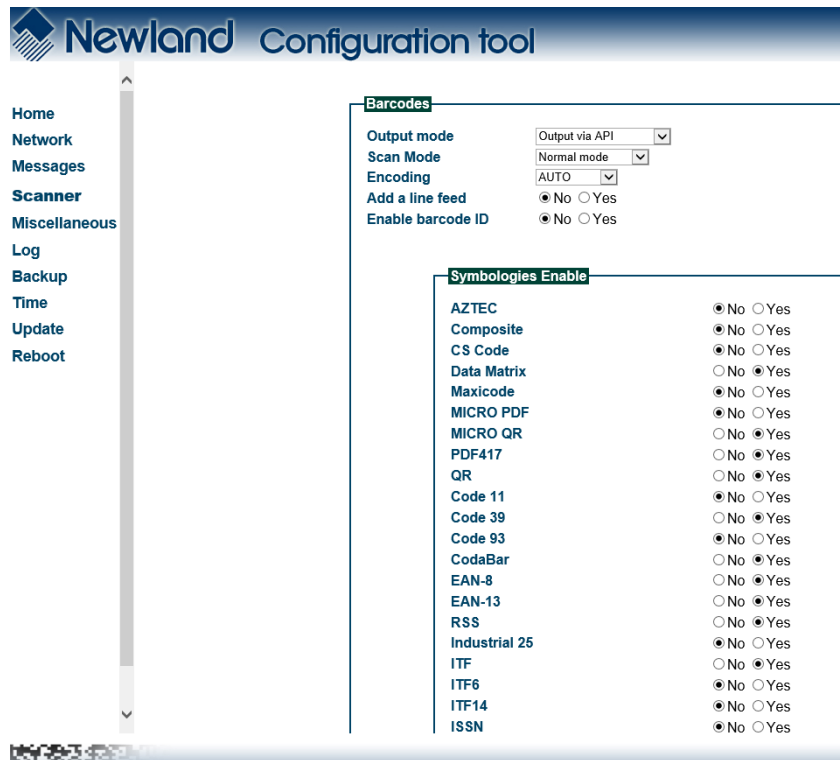 Newland Configuration tool
Home
Network
Messages
Scanner
Miscellaneous
Log
Backup
Time
Update
Reboot
Barcodes
Output mode Output via API
Scan Mode Normal mode
Encoding AUTO
Add a line feed No Yes
Enable barcode ID No Yes
Symbologies Enable
AZTEC No Yes
Composite No Yes
CS Code No Yes
Data Matrix No Yes
Maxicode No Yes
MICRO PDF No Yes
MICRO QR No Yes
PDF417 No Yes
QR No Yes
Code 11 No Yes
Code 39 No Yes
Code 93 No Yes
CodaBar No Yes
EAN-8 No Yes
EAN-13 No Yes
RSS No Yes
Industrial 25 No Yes
ITF No Yes
ITF6 No Yes
ITF14 No Yes
ISSN No Yes